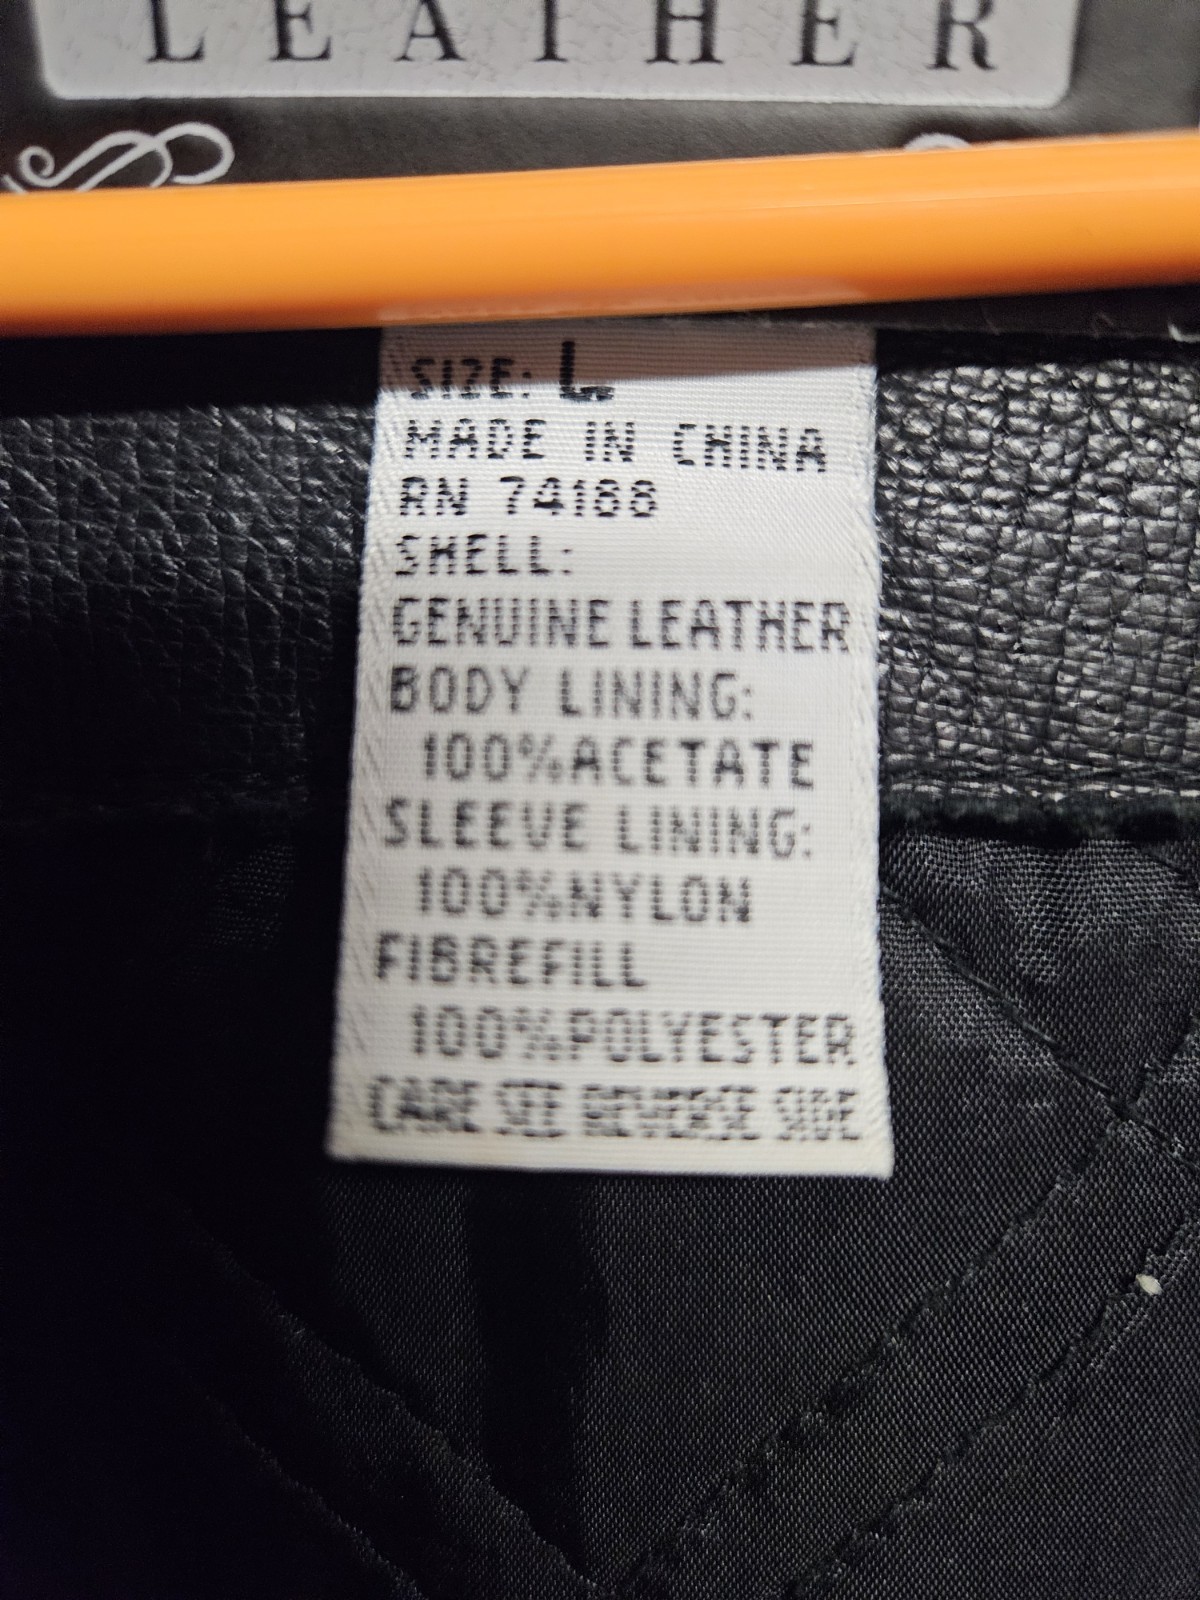 LEATHER
SIZE: L
MADE IN CHINA
RN 74188
SHELL:
GENUINE LEATHER
BODY LINING:
100%ACETATE
SLEEVE LINING:
100%NYLON
FIBREFILL
100%POLYESTER
CARE SEE REVERSE SIDE